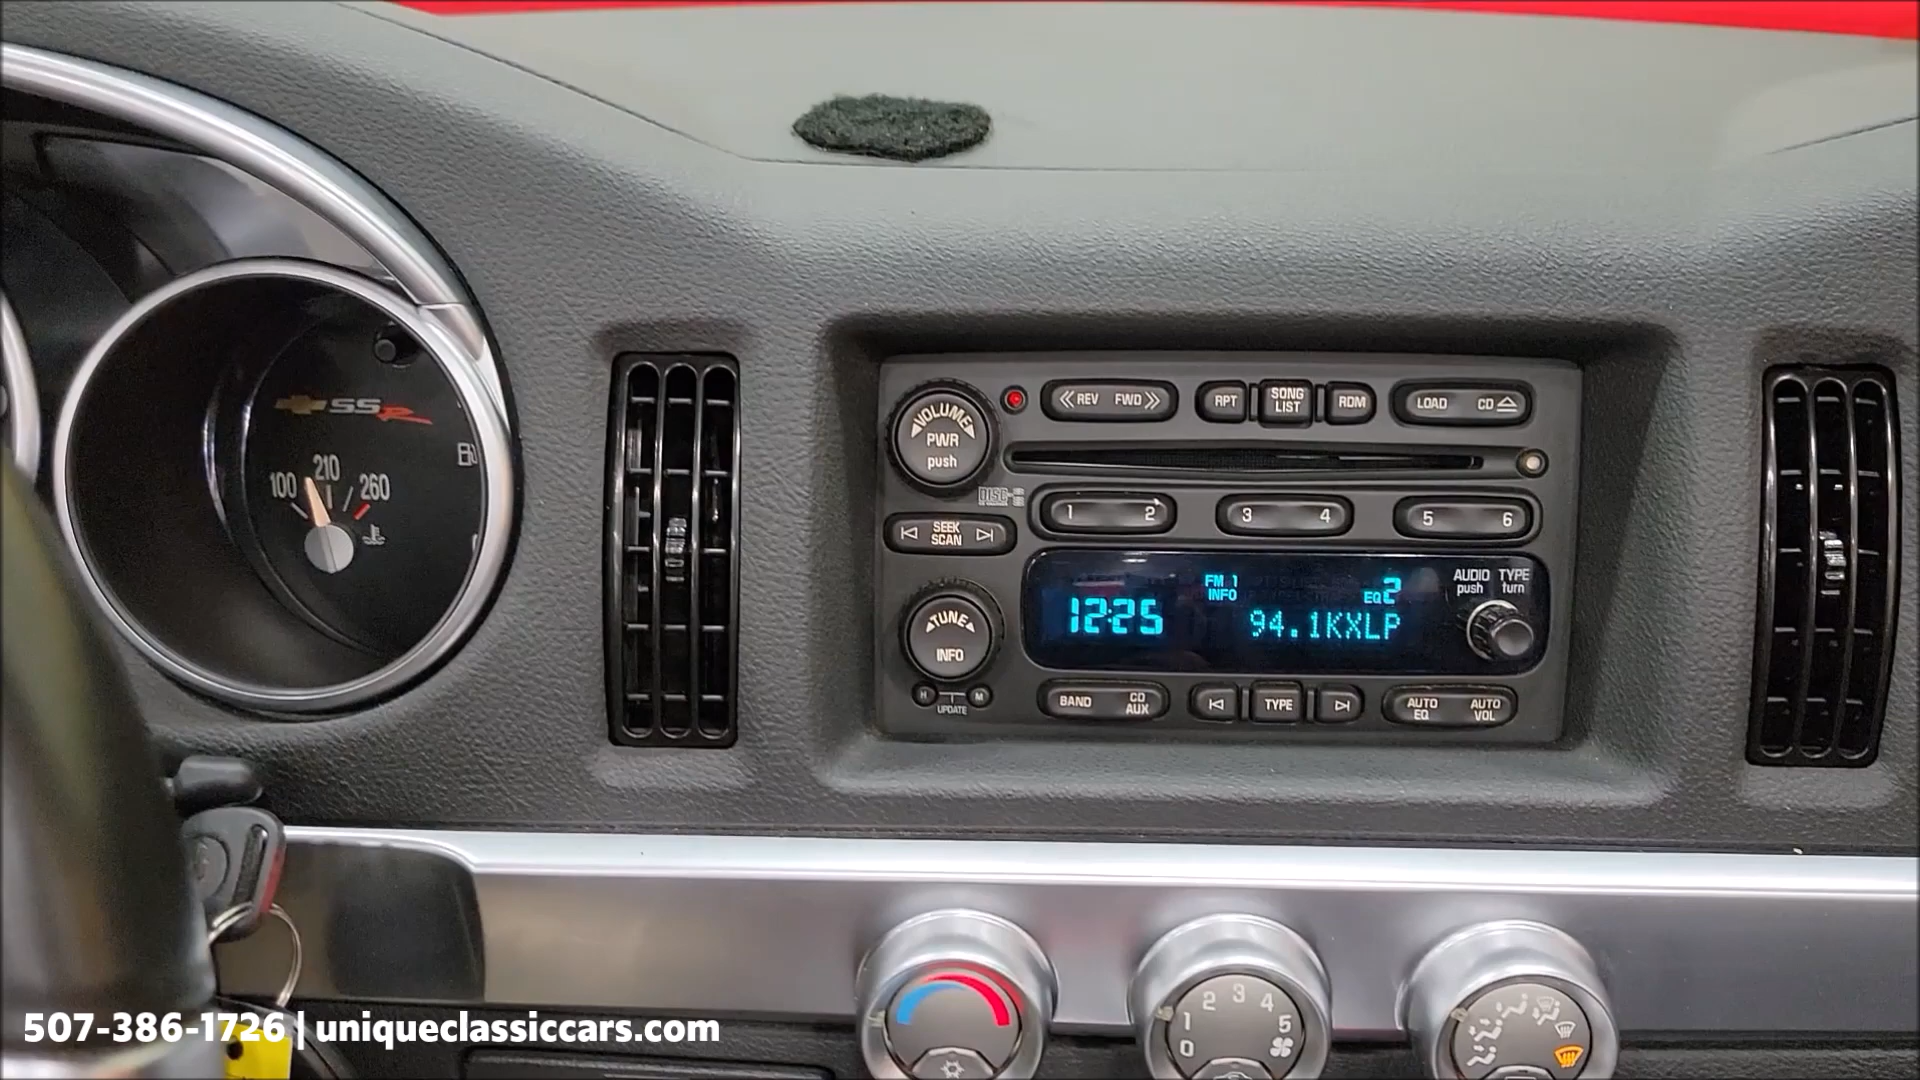 SSR
100 210 260
VOLUME
PWR
push
REV FWD
RPT
SONG
LIST
RDM
LOAD CD
DISC
1 2
3 4
5 6
SEEK
SCAN
TUNE
INFO
H M
UPDATE
12:25
FM 1
INFO
EQ 2
94.1KXLP
AUDIO TYPE
push turn
BAND
CD
AUX
TYPE
AUTO
EQ
AUTO
VOL
0 1 2 3 4 5
507-386-1726 | uniqueclassiccars.com